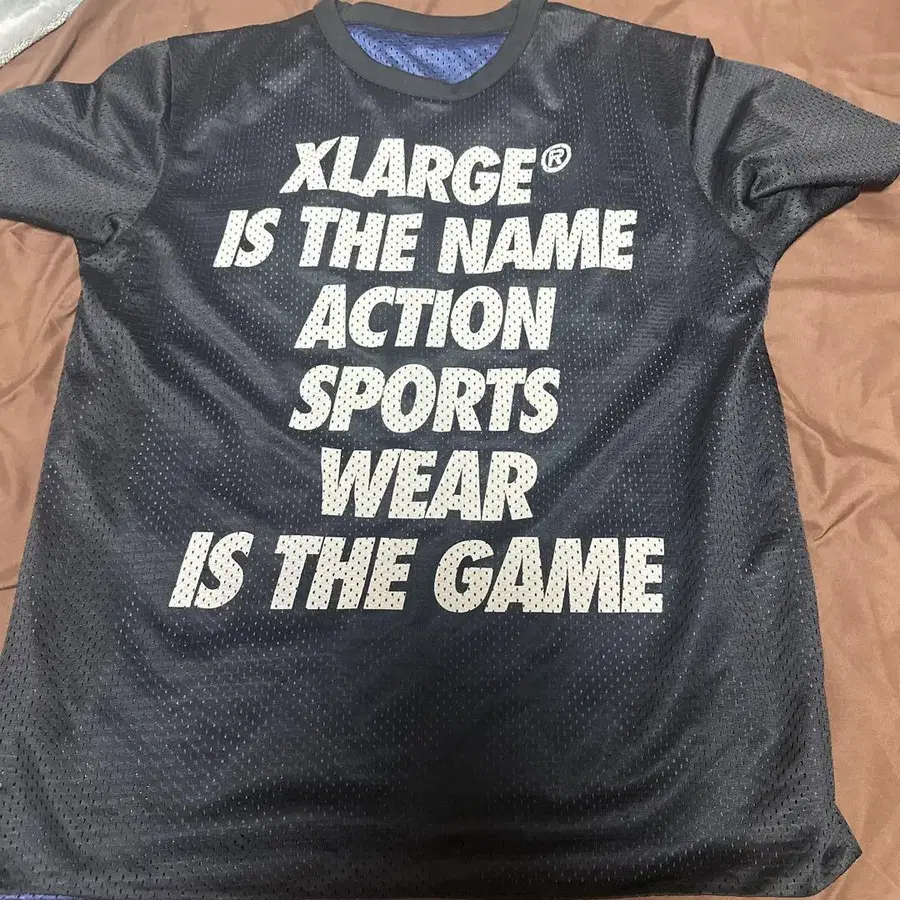 XLARGE®
IS THE NAME
ACTION
SPORTS
WEAR
IS THE GAME